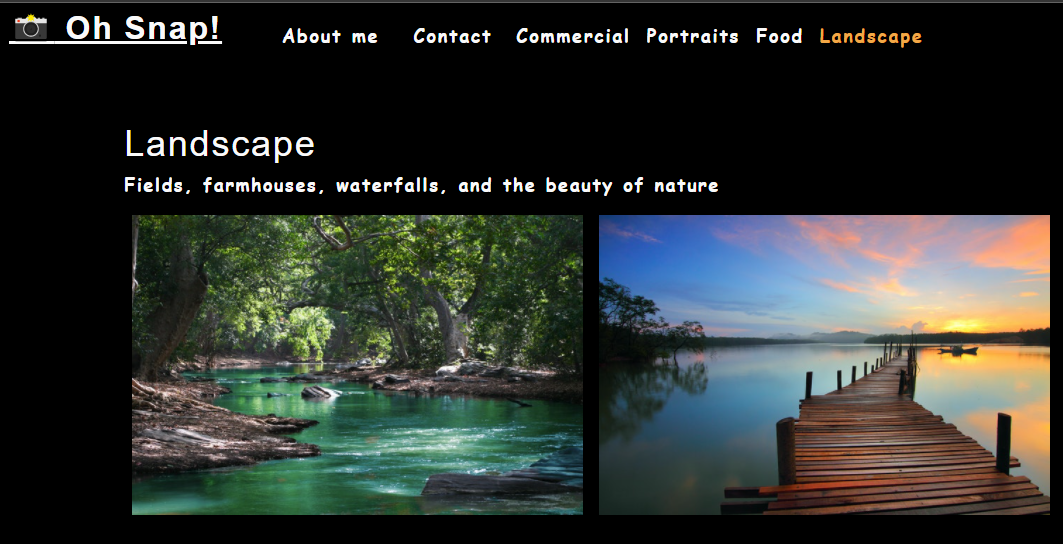 📸 Oh Snap!
About me Contact Commercial Portraits Food Landscape
Landscape
Fields, farmhouses, waterfalls, and the beauty of nature